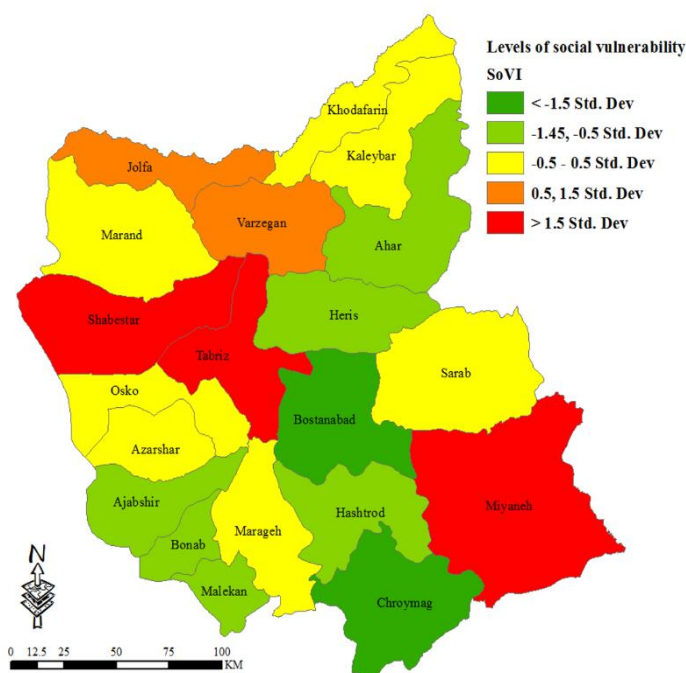 Levels of social vulnerability
SoVI
< -1.5 Std. Dev
-1.45, -0.5 Std. Dev
-0.5 - 0.5 Std. Dev
0.5, 1.5 Std. Dev
> 1.5 Std. Dev
Khodafarin
Kaleybar
Jolfa
Varzegan
Marand
Ahar
Heris
Shabestar
Tabriz
Sarab
Osko
Bostanabad
Azarshar
Ajabshir
Marageh
Hashtrod
Miyaneh
Bonab
Malekan
Chroymag
N
0 12.5 25 50 75 100
KM